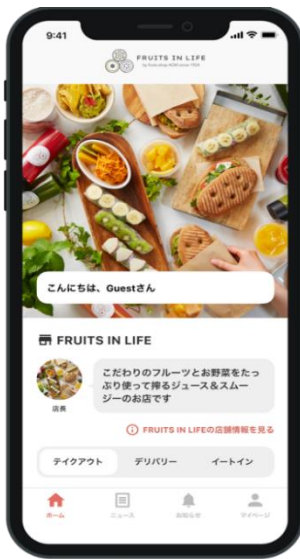 9:41
FRUITS IN LIFE
こんにちは、Guestさん
FRUITS IN LIFE
こだわりのフルーツとお野菜をたっ
ぷり使って搾るジュース＆スムー
ジーのお店です
店長
FRUITS IN LIFEの店舗情報を見る
テイクアウト
デリバリー
イートイン
ホーム
ニュース
お知らせ
マイページ